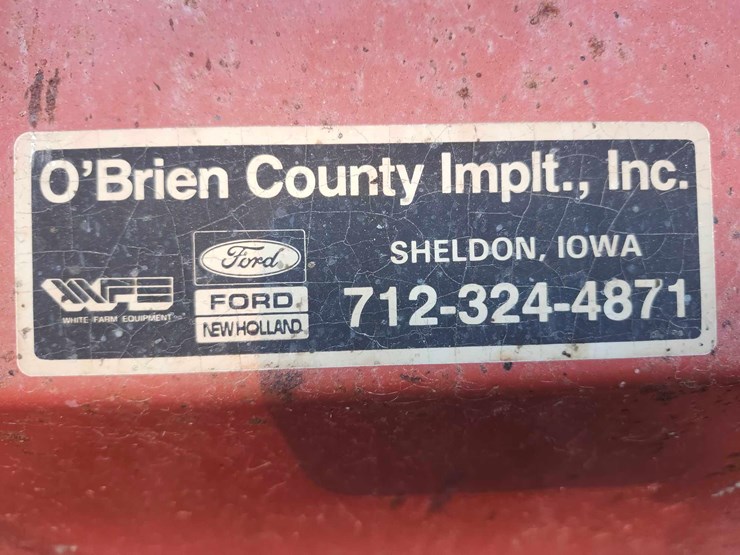 O'Brien County Implt., Inc.
Ford
SHELDON, IOWA
WFE
WHITE FARM EQUIPMENT
FORD
NEW HOLLAND
712-324-4871